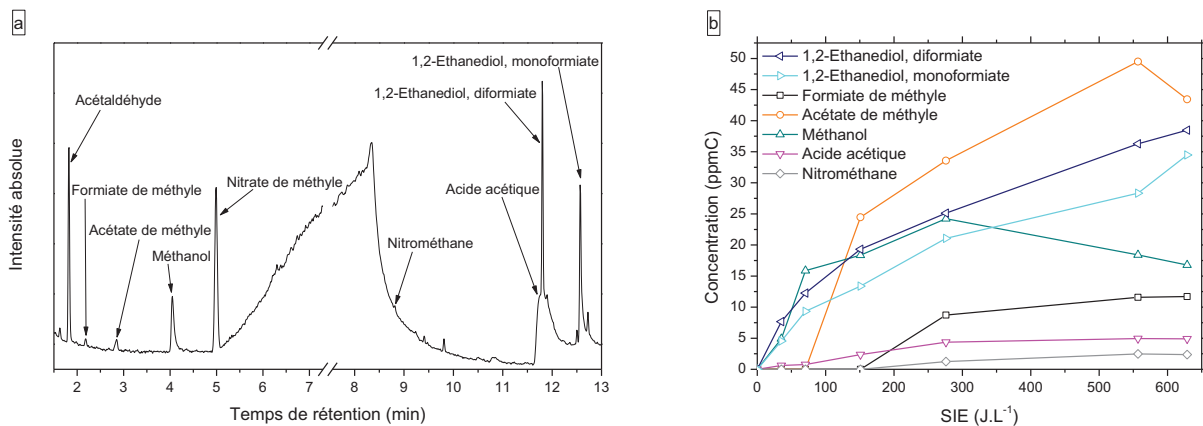 a
Intensité absolue
Acétaldéhyde
Formiate de méthyle
Acétate de méthyle
Méthanol
Nitrate de méthyle
1,2-Ethanediol, monoformiate
1,2-Ethanediol, diformiate
Acide acétique
Nitrométhane
2 3 4 5 6 7 8 9 10 11 12 13
Temps de rétention (min)
b
Concentration (ppmC)
50
45
40
35
30
25
20
15
10
5
0
1,2-Ethanediol, diformiate
1,2-Ethanediol, monoformiate
Formiate de méthyle
Acétate de méthyle
Méthanol
Acide acétique
Nitrométhane
0 100 200 300 400 500 600
SIE (J.L⁻¹)